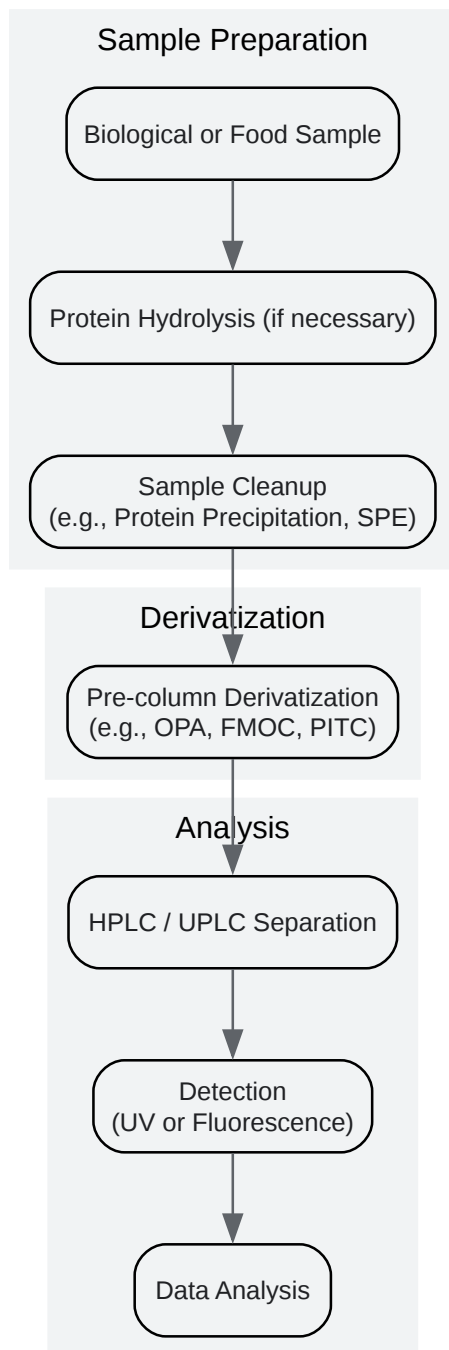 Sample Preparation
Biological or Food Sample
Protein Hydrolysis (if necessary)
Sample Cleanup
(e.g., Protein Precipitation, SPE)
Derivatization
Pre-column Derivatization
(e.g., OPA, FMOC, PITC)
Analysis
HPLC / UPLC Separation
Detection
(UV or Fluorescence)
Data Analysis